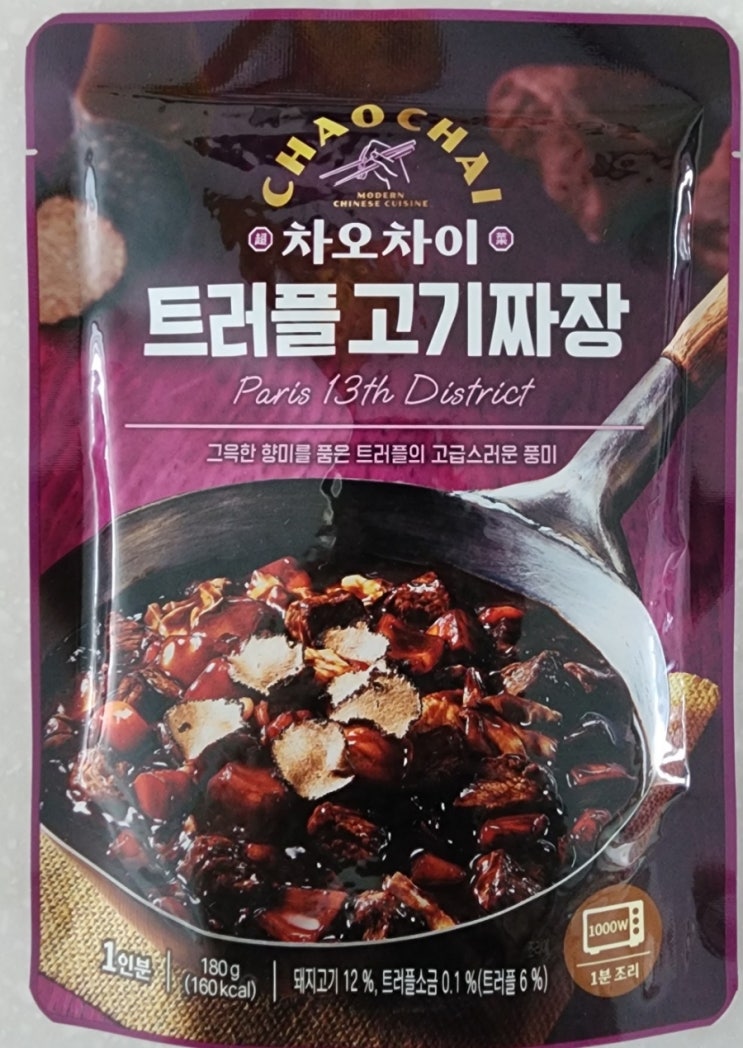 CHAOCHAI
MODERN
CHINESE CUISINE
超 차오차이 菜
트러플 고기짜장
Paris 13th District
그윽한 향미를 품은 트러플의 고급스러운 풍미
1000W
1분 조리
1인분 | 180 g (160 kcal) | 돼지고기 12 %, 트러플소금 0.1 %(트러플 6 %)